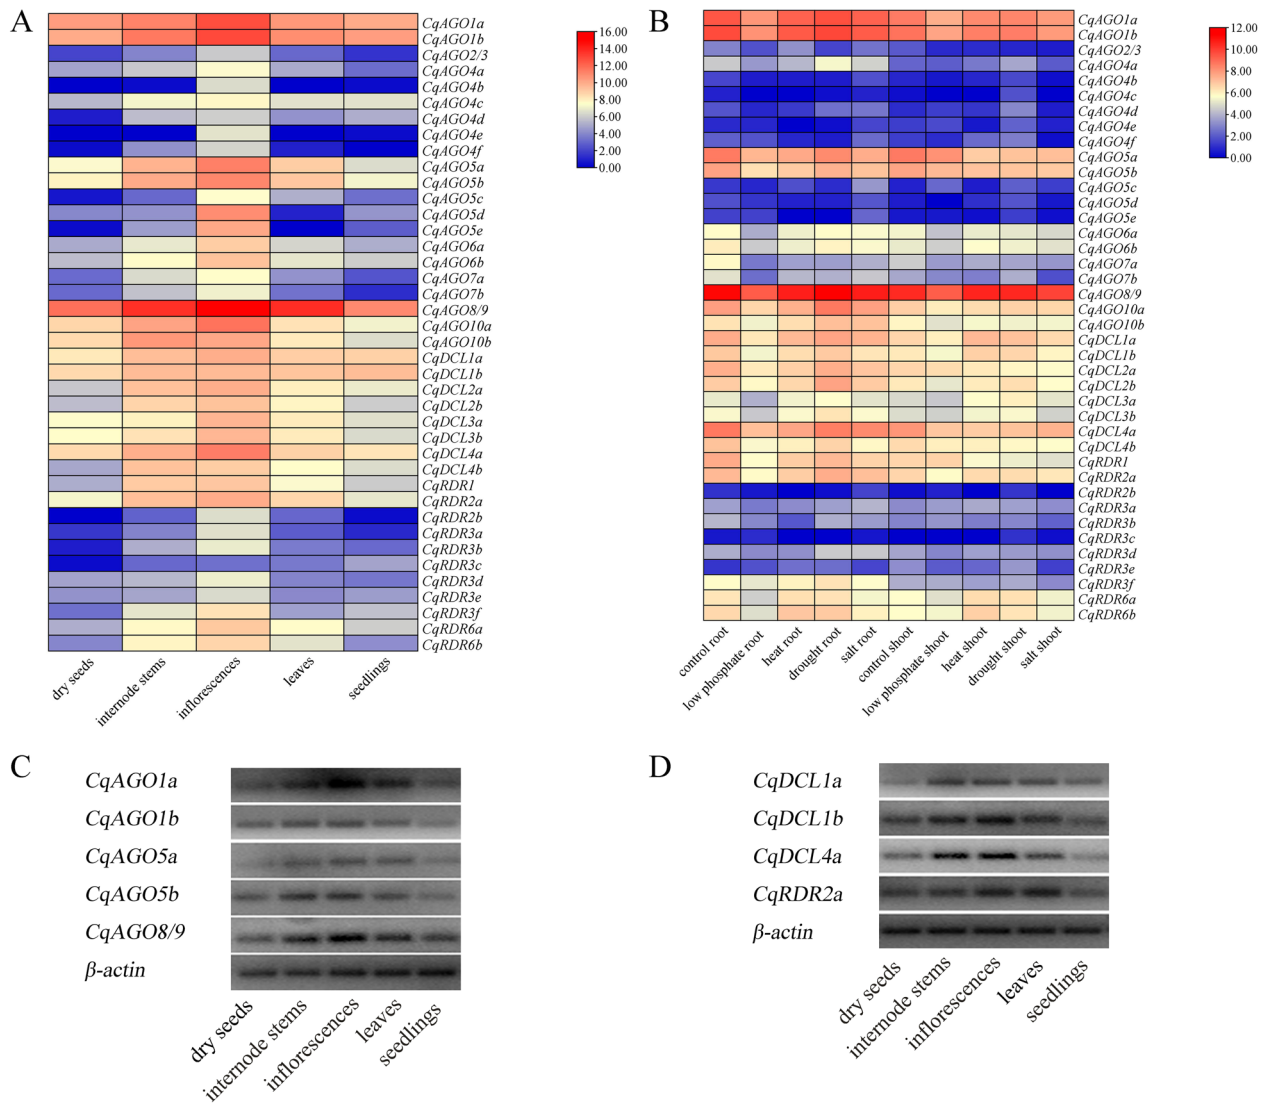 A
CqAGO1a
CqAGO1b
CqAGO2/3
CqAGO4a
CqAGO4b
CqAGO4c
CqAGO4d
CqAGO4e
CqAGO4f
CqAGO5a
CqAGO5b
CqAGO5c
CqAGO5d
CqAGO5e
CqAGO6a
CqAGO6b
CqAGO7a
CqAGO7b
CqAGO8/9
CqAGO10a
CqAGO10b
CqDCL1a
CqDCL1b
CqDCL2a
CqDCL2b
CqDCL3a
CqDCL3b
CqDCL4a
CqDCL4b
CqRDR1
CqRDR2a
CqRDR2b
CqRDR3a
CqRDR3b
CqRDR3c
CqRDR3d
CqRDR3e
CqRDR3f
CqRDR6a
CqRDR6b
dry seeds
internode stems
inflorescences
leaves
seedlings
16.00
14.00
12.00
10.00
8.00
6.00
4.00
2.00
0.00
B
CqAGO1a
CqAGO1b
CqAGO2/3
CqAGO4a
CqAGO4b
CqAGO4c
CqAGO4d
CqAGO4e
CqAGO4f
CqAGO5a
CqAGO5b
CqAGO5c
CqAGO5d
CqAGO5e
CqAGO6a
CqAGO6b
CqAGO7a
CqAGO7b
CqAGO8/9
CqAGO10a
CqAGO10b
CqDCL1a
CqDCL1b
CqDCL2a
CqDCL2b
CqDCL3a
CqDCL3b
CqDCL4a
CqDCL4b
CqRDR1
CqRDR2a
CqRDR2b
CqRDR3a
CqRDR3b
CqRDR3c
CqRDR3d
CqRDR3e
CqRDR3f
CqRDR6a
CqRDR6b
control root
low phosphate root
heat root
drought root
salt root
control shoot
low phosphate shoot
heat shoot
drought shoot
salt shoot
12.00
10.00
8.00
6.00
4.00
2.00
0.00
C
CqAGO1a
CqAGO1b
CqAGO5a
CqAGO5b
CqAGO8/9
β-actin
dry seeds
internode stems
inflorescences
leaves
seedlings
D
CqDCL1a
CqDCL1b
CqDCL4a
CqRDR2a
β-actin
dry seeds
internode stems
inflorescences
leaves
seedlings